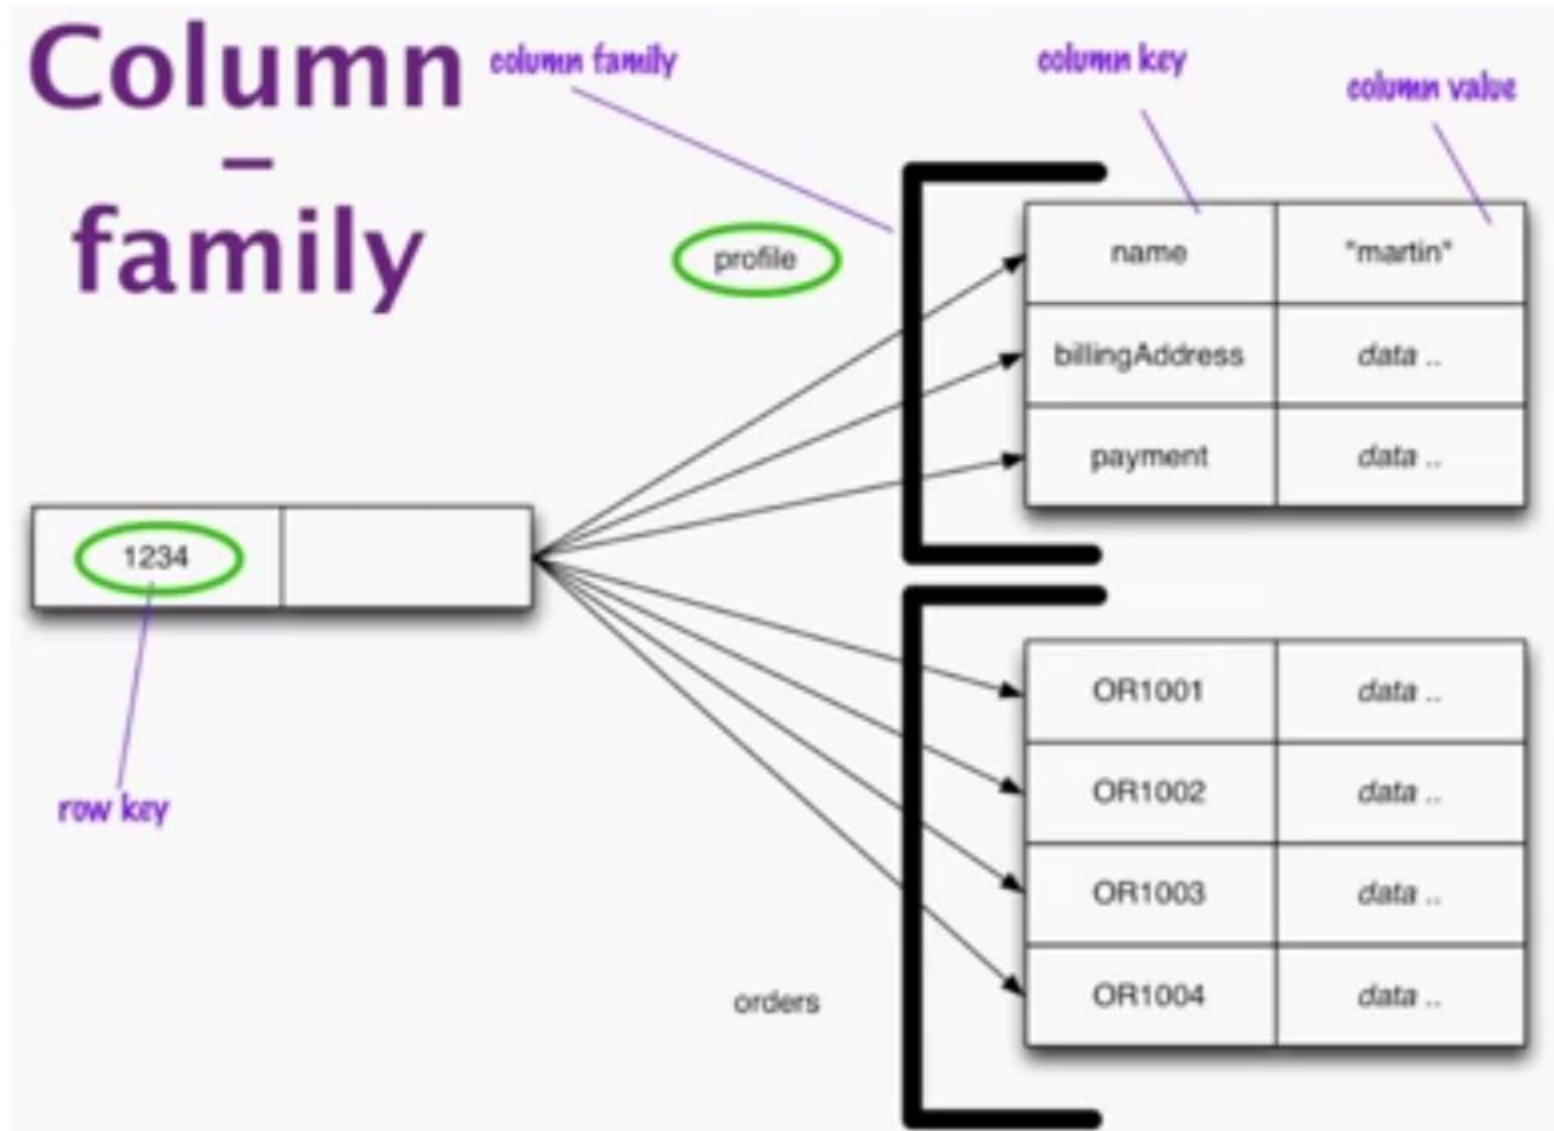 Column
–
family
column family
column key
column value
profile
name
"martin"
billingAddress
data ..
payment
data ..
1234
row key
OR1001
data ..
OR1002
data ..
OR1003
data ..
OR1004
data ..
orders